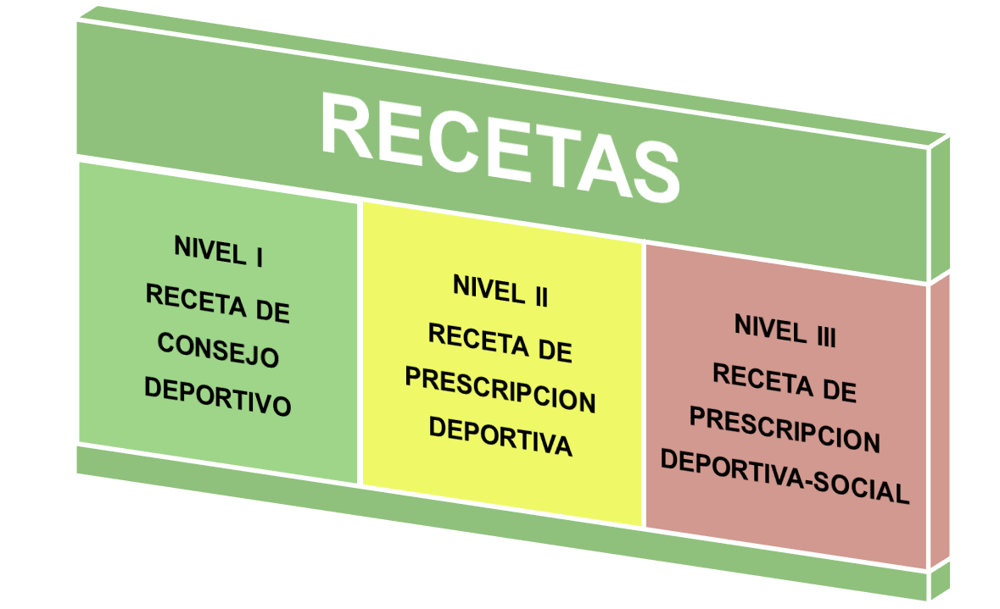 RECETAS
NIVEL I
RECETA DE
CONSEJO
DEPORTIVO
NIVEL II
RECETA DE
PRESCRIPCION
DEPORTIVA
NIVEL III
RECETA DE
PRESCRIPCION
DEPORTIVA-SOCIAL